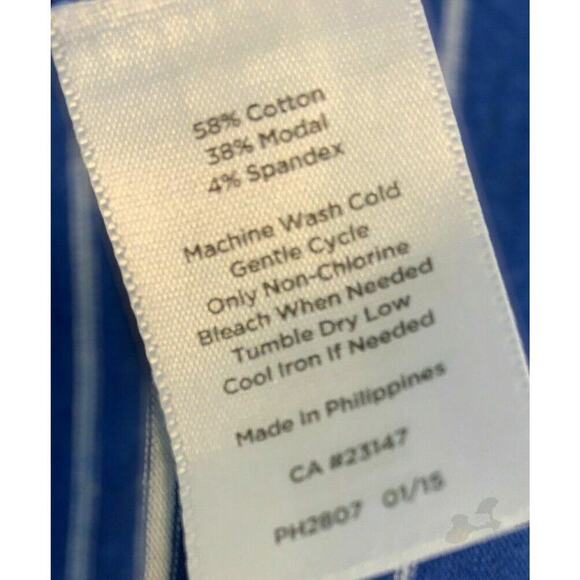 58% Cotton
38% Modal
4% Spandex
Machine Wash Cold
Gentle Cycle
Only Non-Chlorine
Bleach When Needed
Tumble Dry Low
Cool Iron If Needed
Made in Philippines
CA #23147
PH2807 01/15